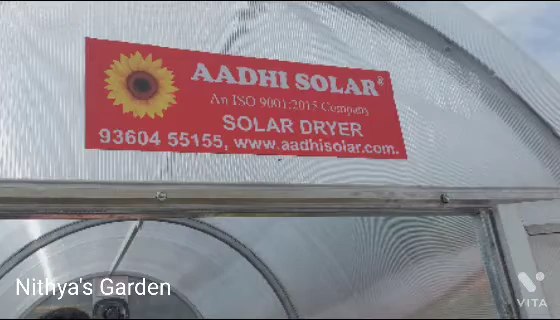 AADHI SOLAR®
An ISO 9001:2015 Company
SOLAR DRYER
93604 55155, www.aadhisolar.com.
Nithya's Garden
VITA